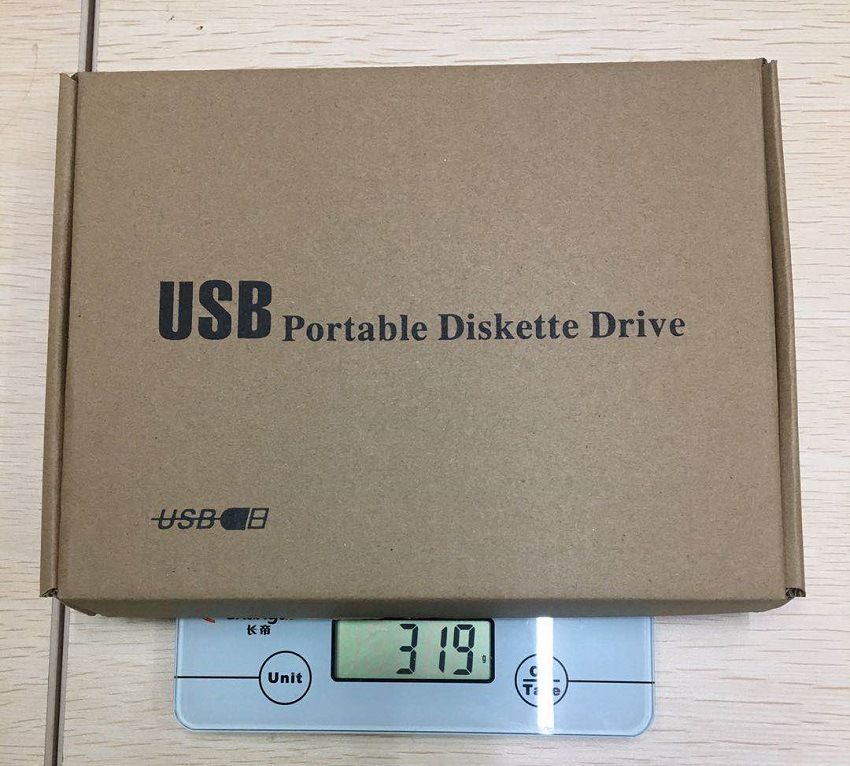 USB Portable Diskette Drive
USB
长帝
319 g
Unit
Tare